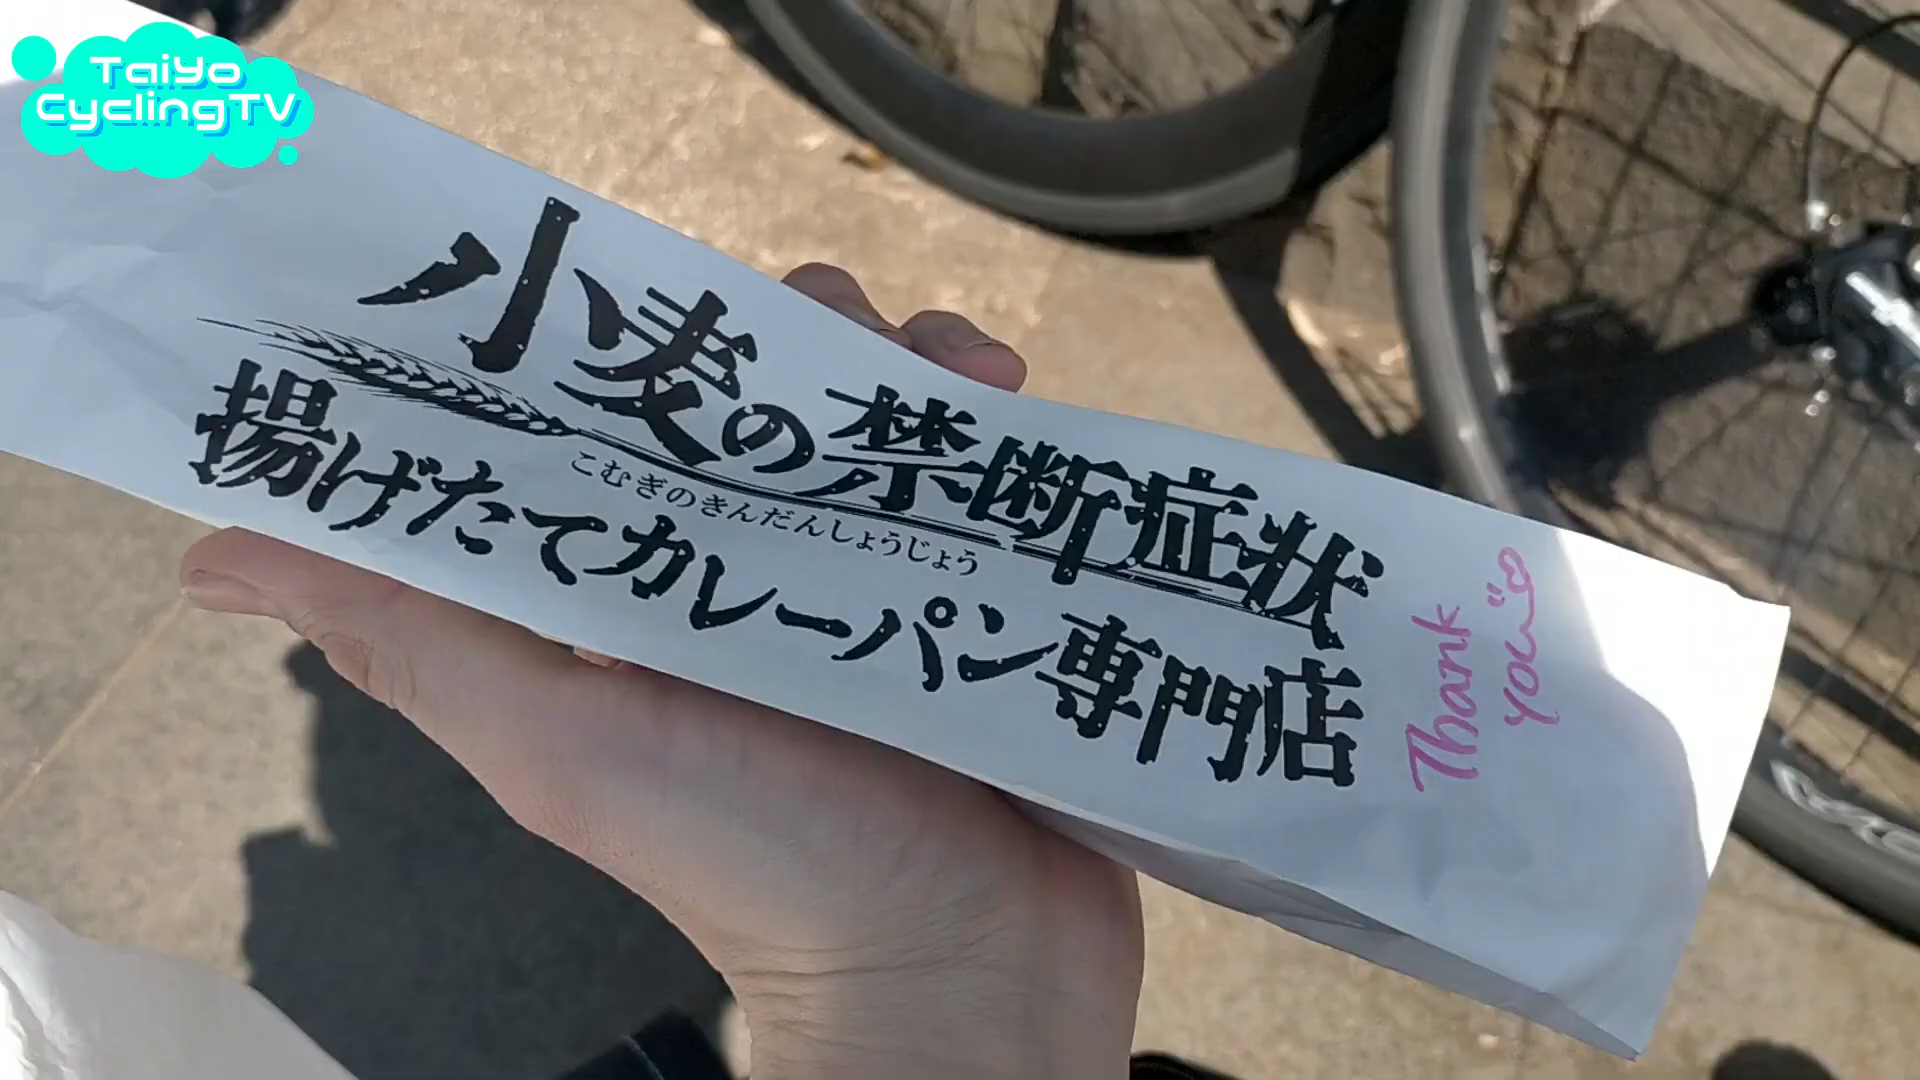 TaiYo
CyclingTV
小麦の禁断症状
こむぎのきんだんしょうじょう
揚げたてカレーパン専門店
Thank
you